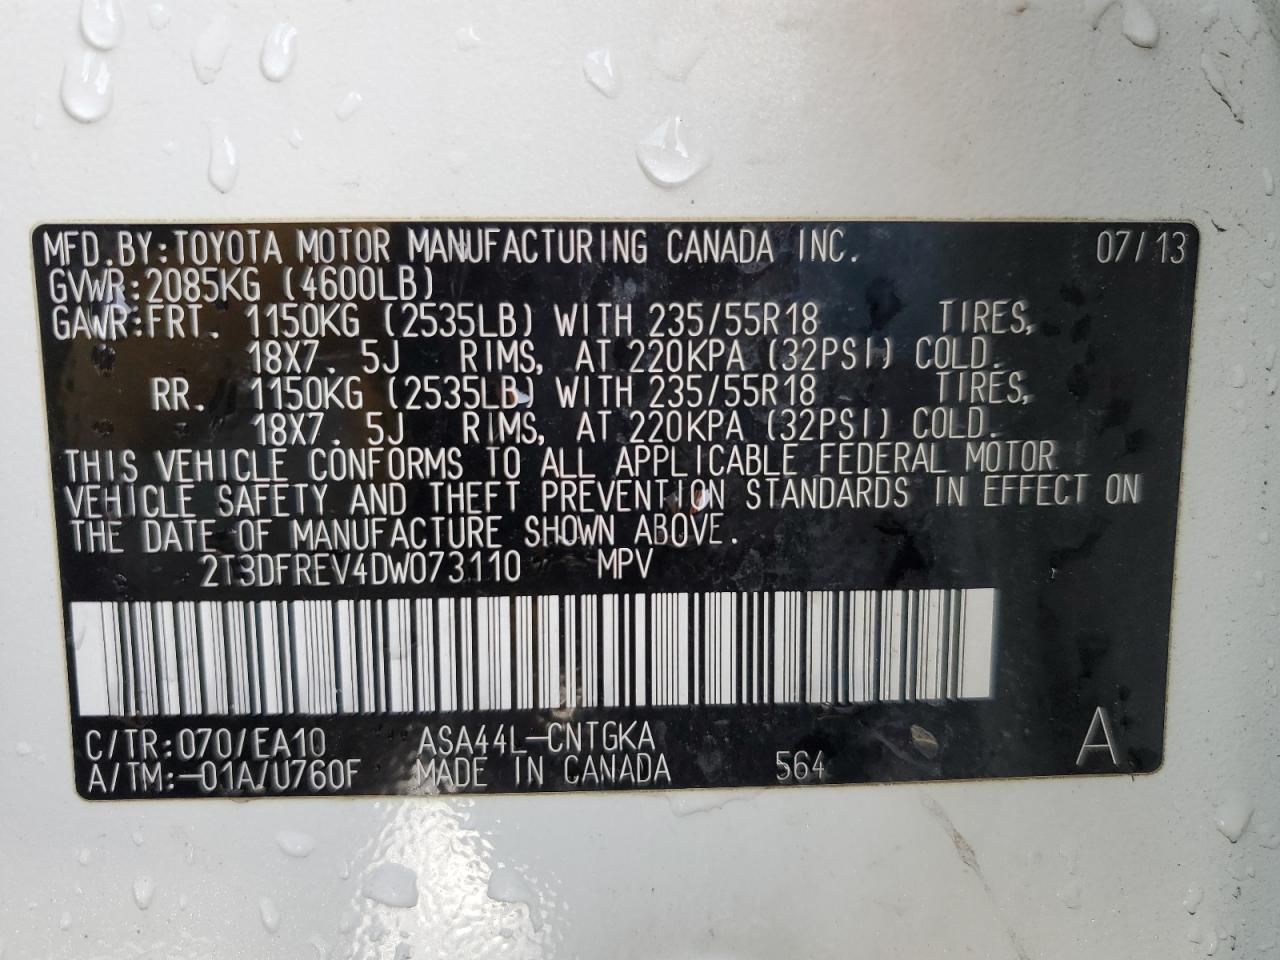 MFD.BY:TOYOTA MOTOR MANUFACTURING CANADA INC. 07/13
GVWR:2085KG (4600LB)
GAWR:FRT. 1150KG (2535LB) WITH 235/55R18 TIRES,
18X7.5J RIMS, AT 220KPA (32PSI) COLD.
RR. 1150KG (2535LB) WITH 235/55R18 TIRES,
18X7.5J RIMS, AT 220KPA (32PSI) COLD.
THIS VEHICLE CONFORMS TO ALL APPLICABLE FEDERAL MOTOR
VEHICLE SAFETY AND THEFT PREVENTION STANDARDS IN EFFECT ON
THE DATE OF MANUFACTURE SHOWN ABOVE.
2T3DFREV4DW073110 MPV
C/TR:070/EA10 ASA44L-CNTGKA A
A/TM:-01A/U760F MADE IN CANADA 564